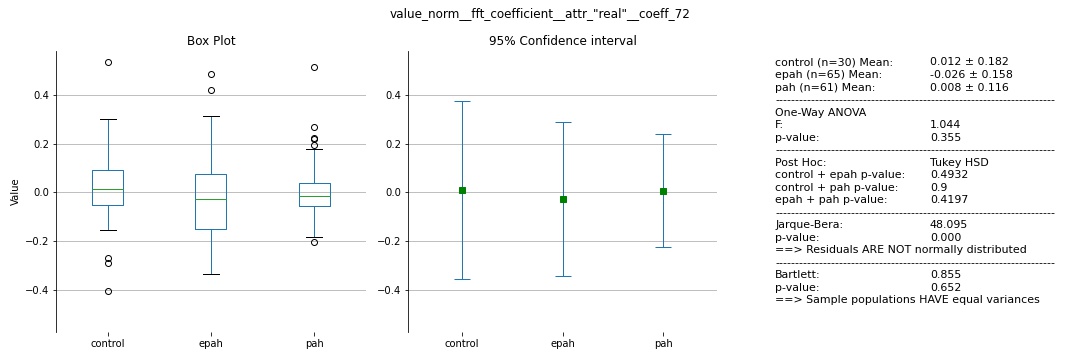 value_norm__fft_coefficient__attr_"real"__coeff_72
Box Plot
Value
0.4
0.2
0.0
−0.2
−0.4
control epah pah
95% Confidence interval
0.4
0.2
0.0
−0.2
−0.4
control epah pah
control (n=30) Mean: 0.012 ± 0.182
epah (n=65) Mean: -0.026 ± 0.158
pah (n=61) Mean: 0.008 ± 0.116
One-Way ANOVA
F: 1.044
p-value: 0.355
Post Hoc: Tukey HSD
control + epah p-value: 0.4932
control + pah p-value: 0.9
epah + pah p-value: 0.4197
Jarque-Bera: 48.095
p-value: 0.000
==> Residuals ARE NOT normally distributed
Bartlett: 0.855
p-value: 0.652
==> Sample populations HAVE equal variances